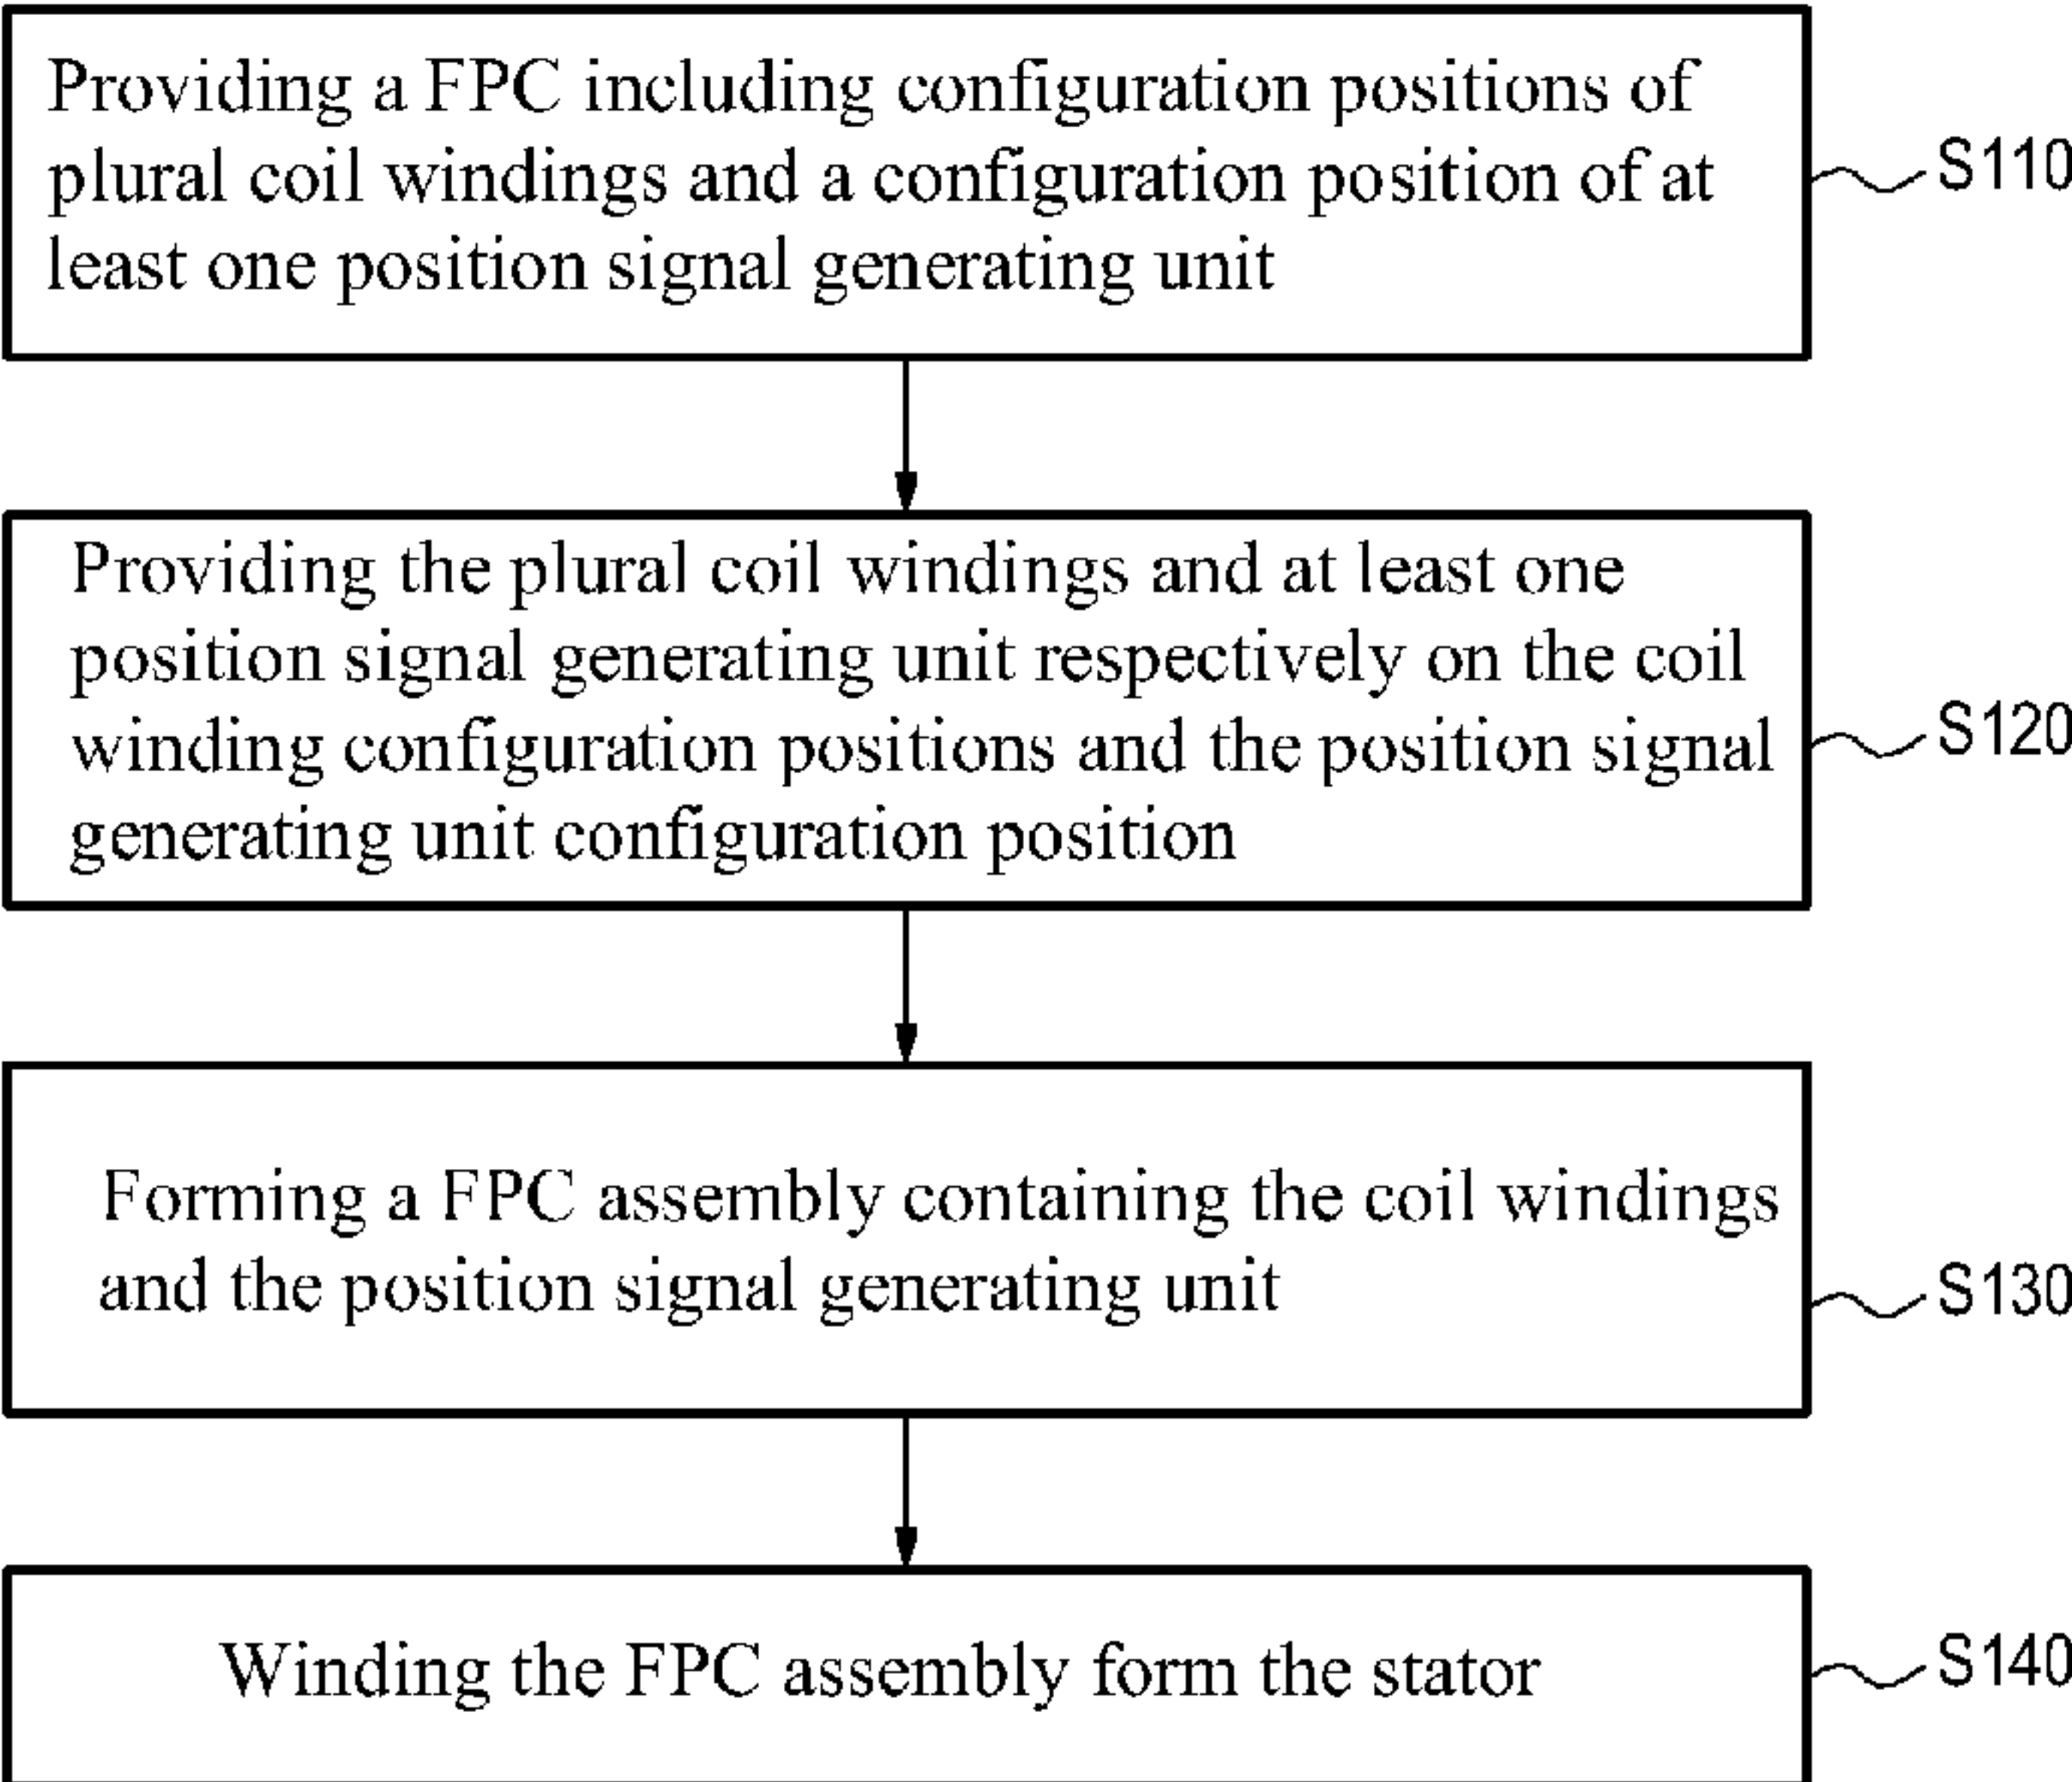 Providing a FPC including configuration positions of
plural coil windings and a configuration position of at
least one position signal generating unit
S110
Providing the plural coil windings and at least one
position signal generating unit respectively on the coil
winding configuration positions and the position signal
generating unit configuration position
S120
Forming a FPC assembly containing the coil windings
and the position signal generating unit
S130
Winding the FPC assembly form the stator
S140